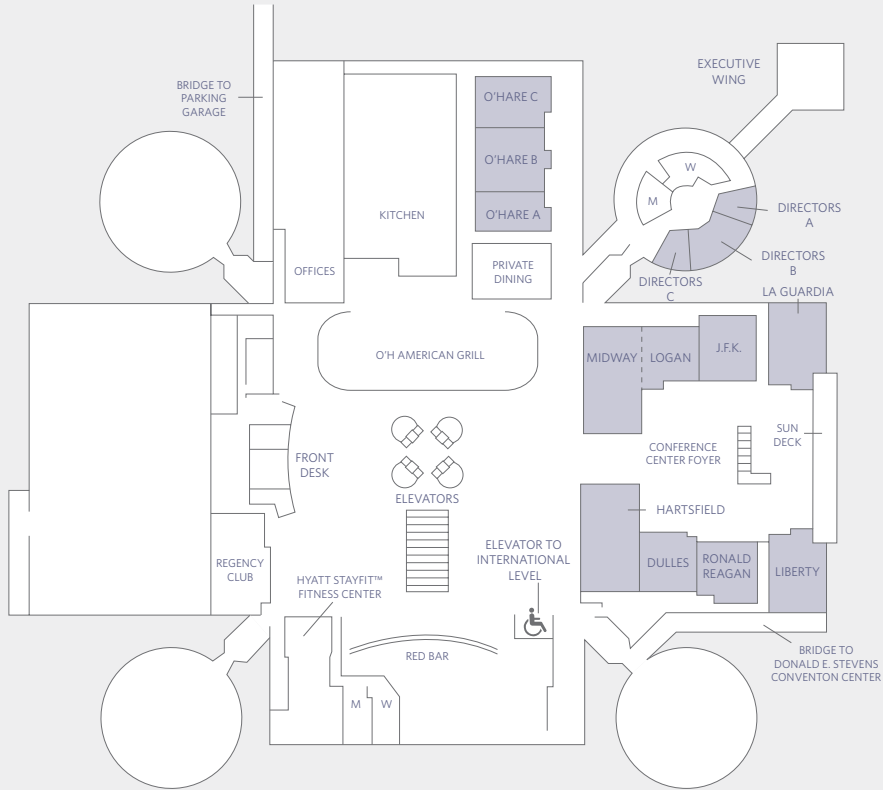 EXECUTIVE
WING
BRIDGE TO
PARKING
GARAGE
O'HARE C
O'HARE B
O'HARE A
KITCHEN
W
M
DIRECTORS
A
DIRECTORS
B
DIRECTORS
C
OFFICES
PRIVATE
DINING
LA GUARDIA
O'H AMERICAN GRILL
MIDWAY
LOGAN
J.F.K.
SUN
DECK
CONFERENCE
CENTER FOYER
FRONT
DESK
ELEVATORS
HARTSFIELD
ELEVATOR TO
INTERNATIONAL
LEVEL
REGENCY
CLUB
HYATT STAYFIT™
FITNESS CENTER
DULLES
RONALD
REAGAN
LIBERTY
RED BAR
M
W
BRIDGE TO
DONALD E. STEVENS
CONVENTON CENTER